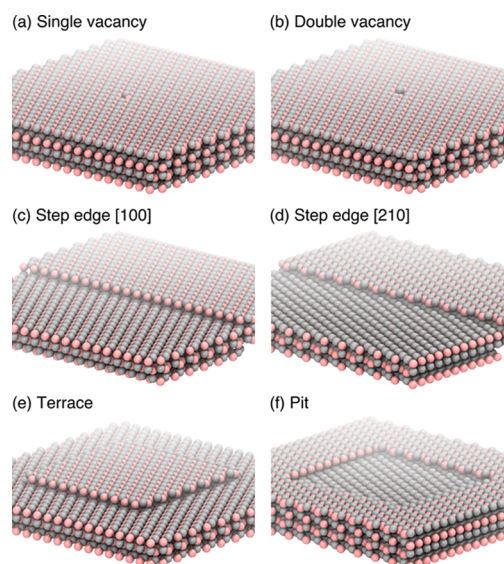 (a) Single vacancy
(b) Double vacancy
(c) Step edge [100]
(d) Step edge [210]
(e) Terrace
(f) Pit